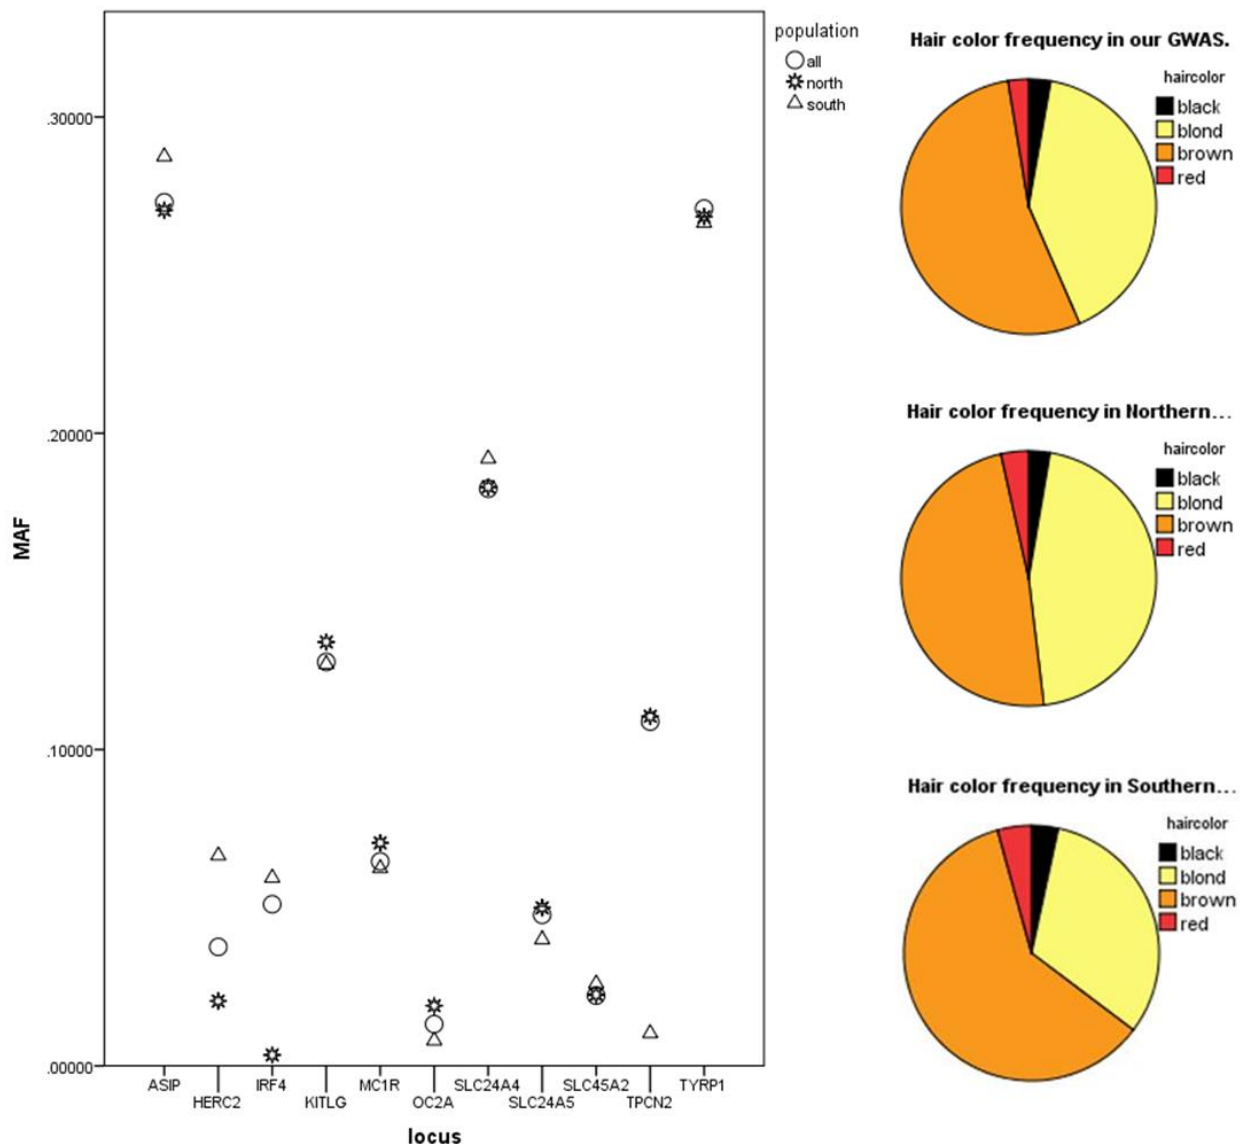 population
all
north
south
.30000
.20000
.10000
.00000
MAF
ASIP
HERC2
IRF4
KITLG
MC1R
OC2A
SLC24A4
SLC24A5
SLC45A2
TPCN2
TYRP1
locus
Hair color frequency in our GWAS.
haircolor
black
blond
brown
red
Hair color frequency in Northern...
haircolor
black
blond
brown
red
Hair color frequency in Southern...
haircolor
black
blond
brown
red